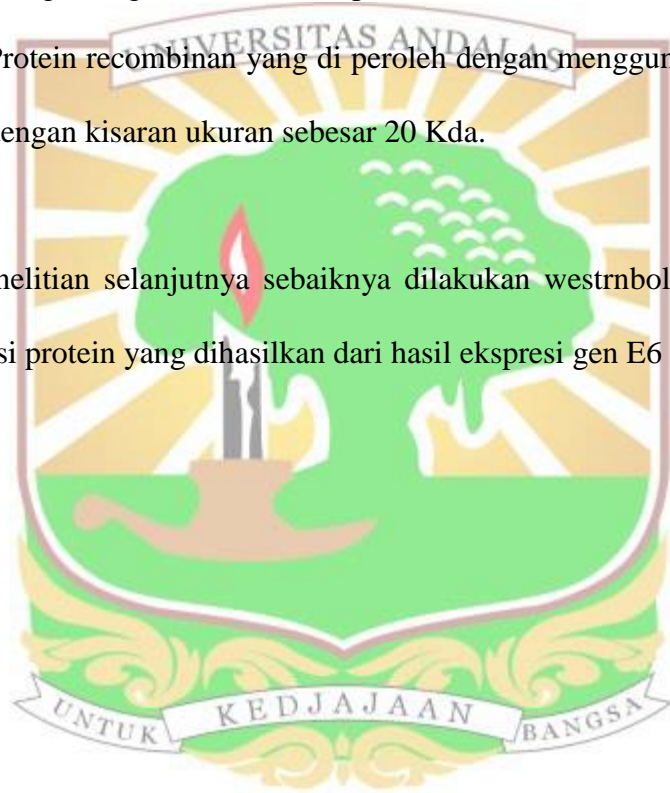 UNIVERSITAS ANDALAS
Protein recombinan yang di peroleh dengan menggun
dengan kisaran ukuran sebesar 20 Kda.
nelitian selanjutnya sebaiknya dilakukan westrnbol
si protein yang dihasilkan dari hasil ekspresi gen E6
UNTUK KEDJAJAAN BANGSA